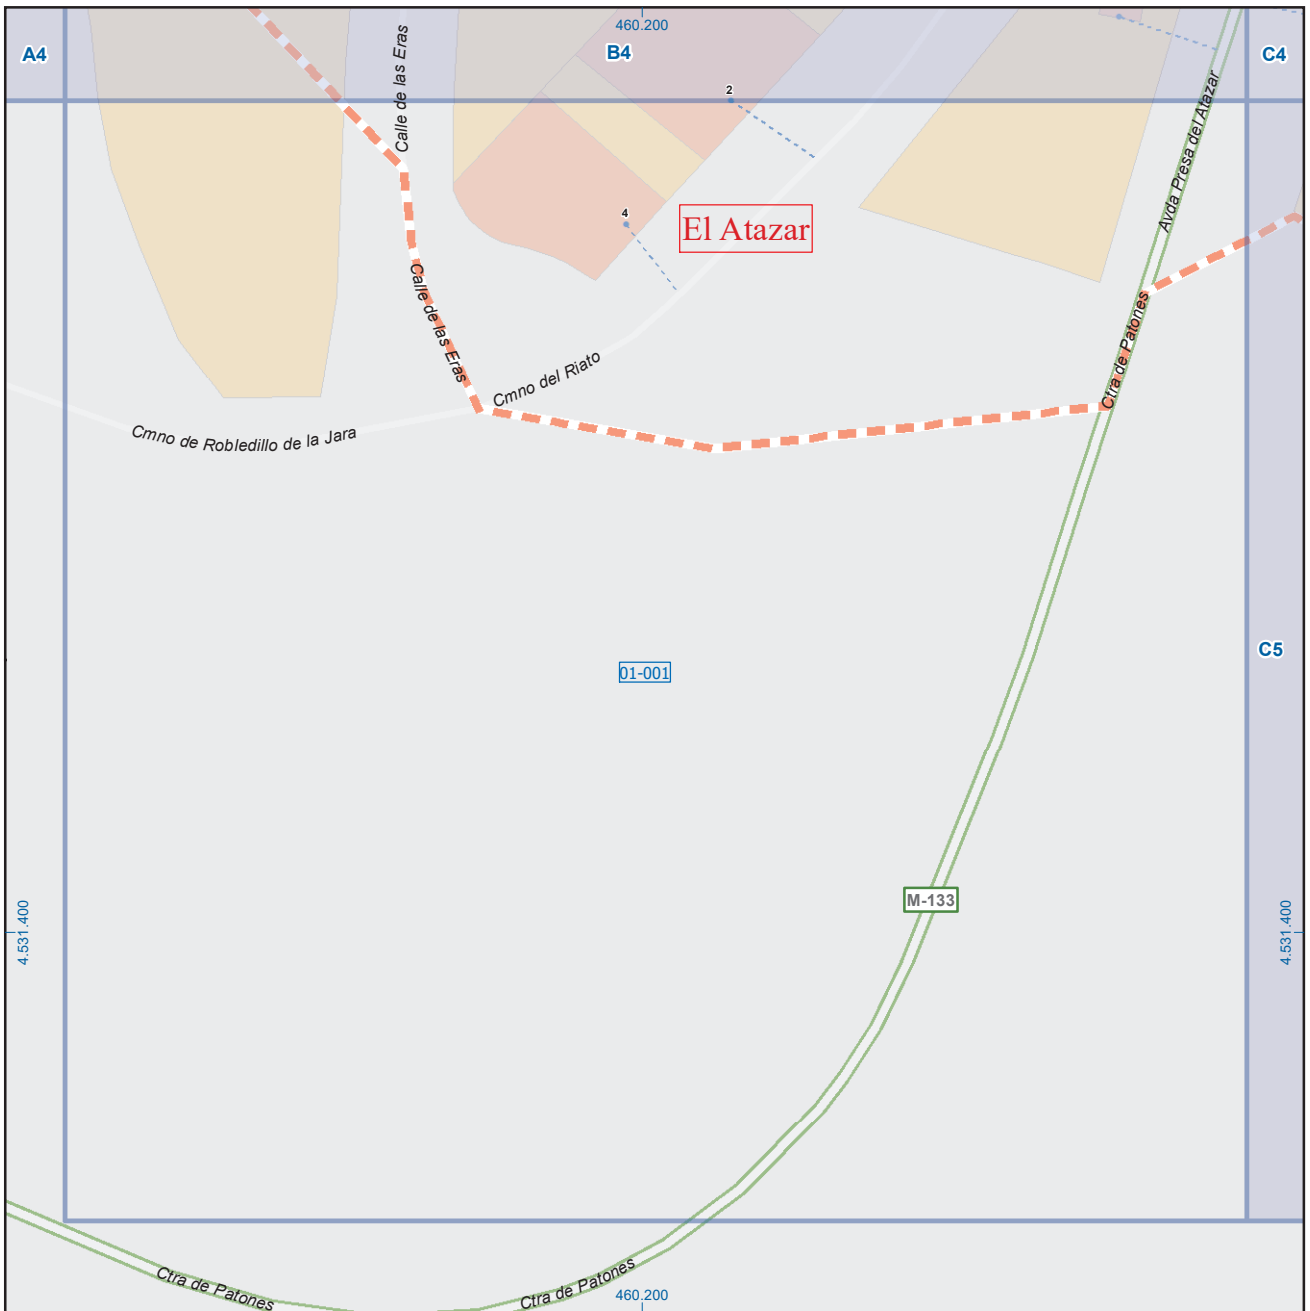 460.200
A4
B4
C4
Calle de las Eras
2
Avda Presa del Atazar
4
El Atazar
Calle de las Eras
Ctra de Patones
Cmno del Riato
Cmno de Robledillo de la Jara
C5
01-001
M-133
4.531.400
4.531.400
Ctra de Patones
Ctra de Patones
460.200